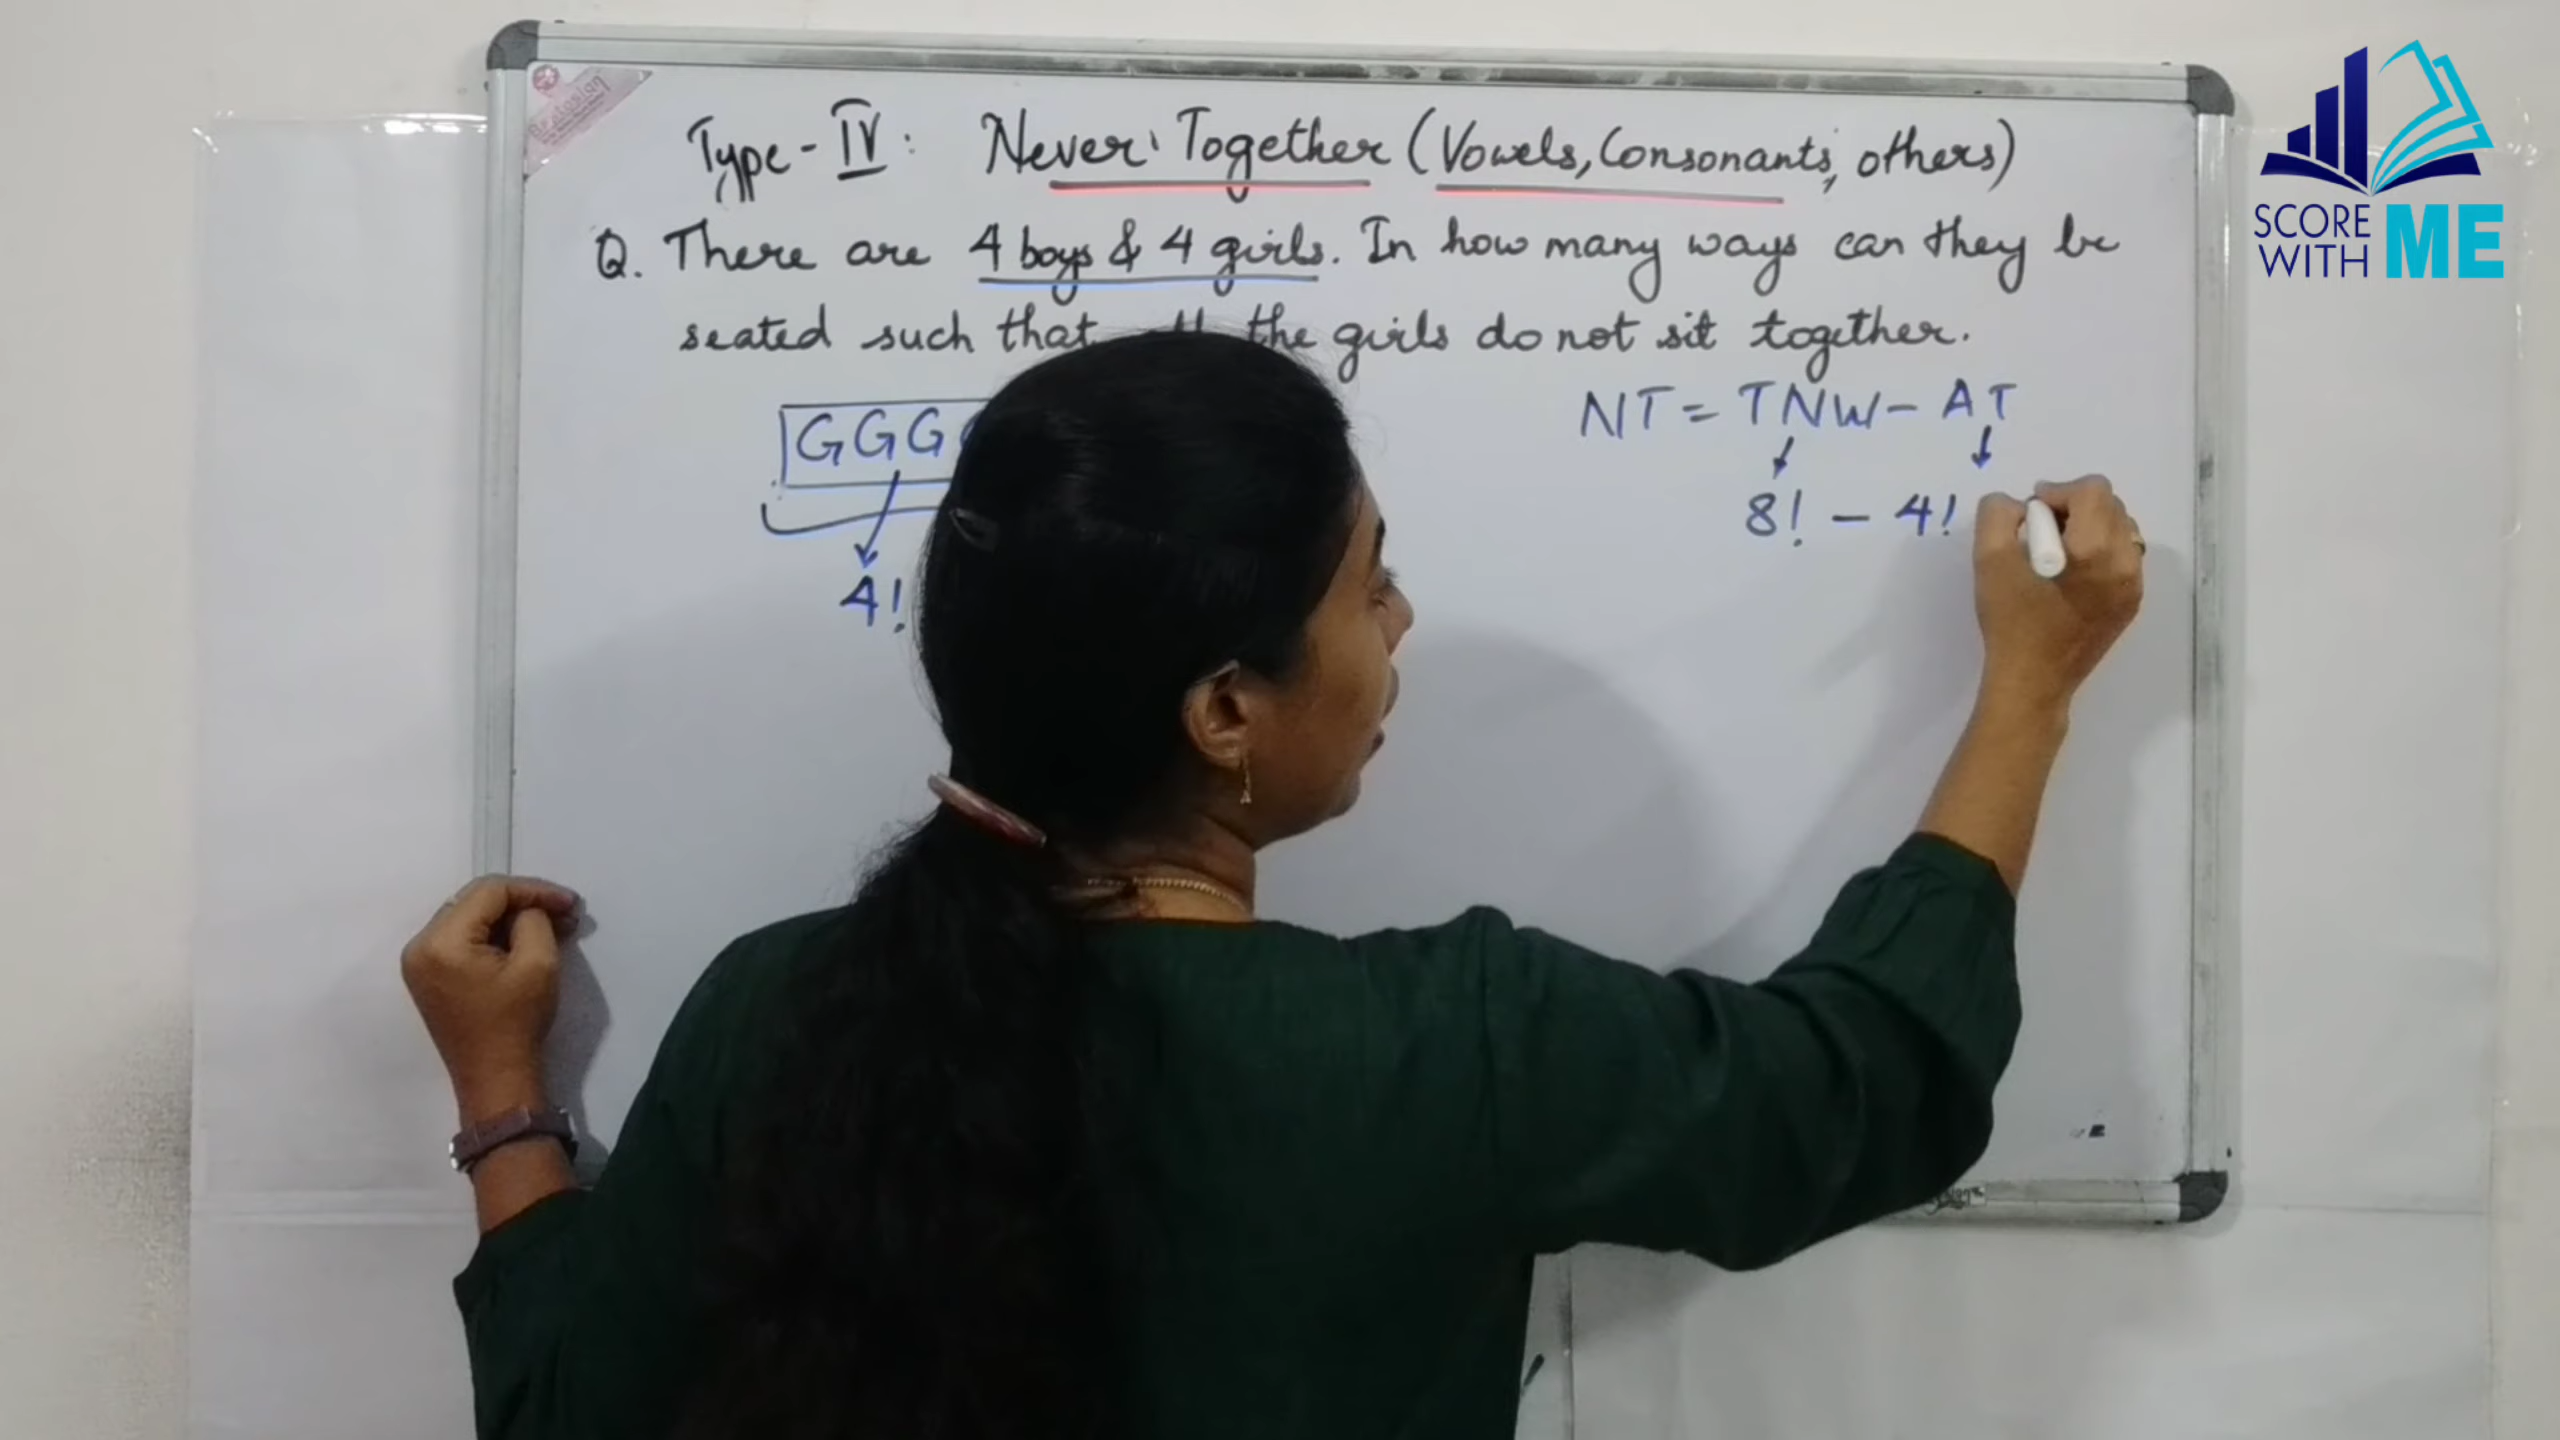 Type-IV: Never Together (Vowels, Consonants, others)
Q. There are 4 boys & 4 girls. In how many ways can they be
seated such that the girls do not sit together.
GGG
4!
NT = TNW - AT
8! - 4!
SCORE
WITH ME